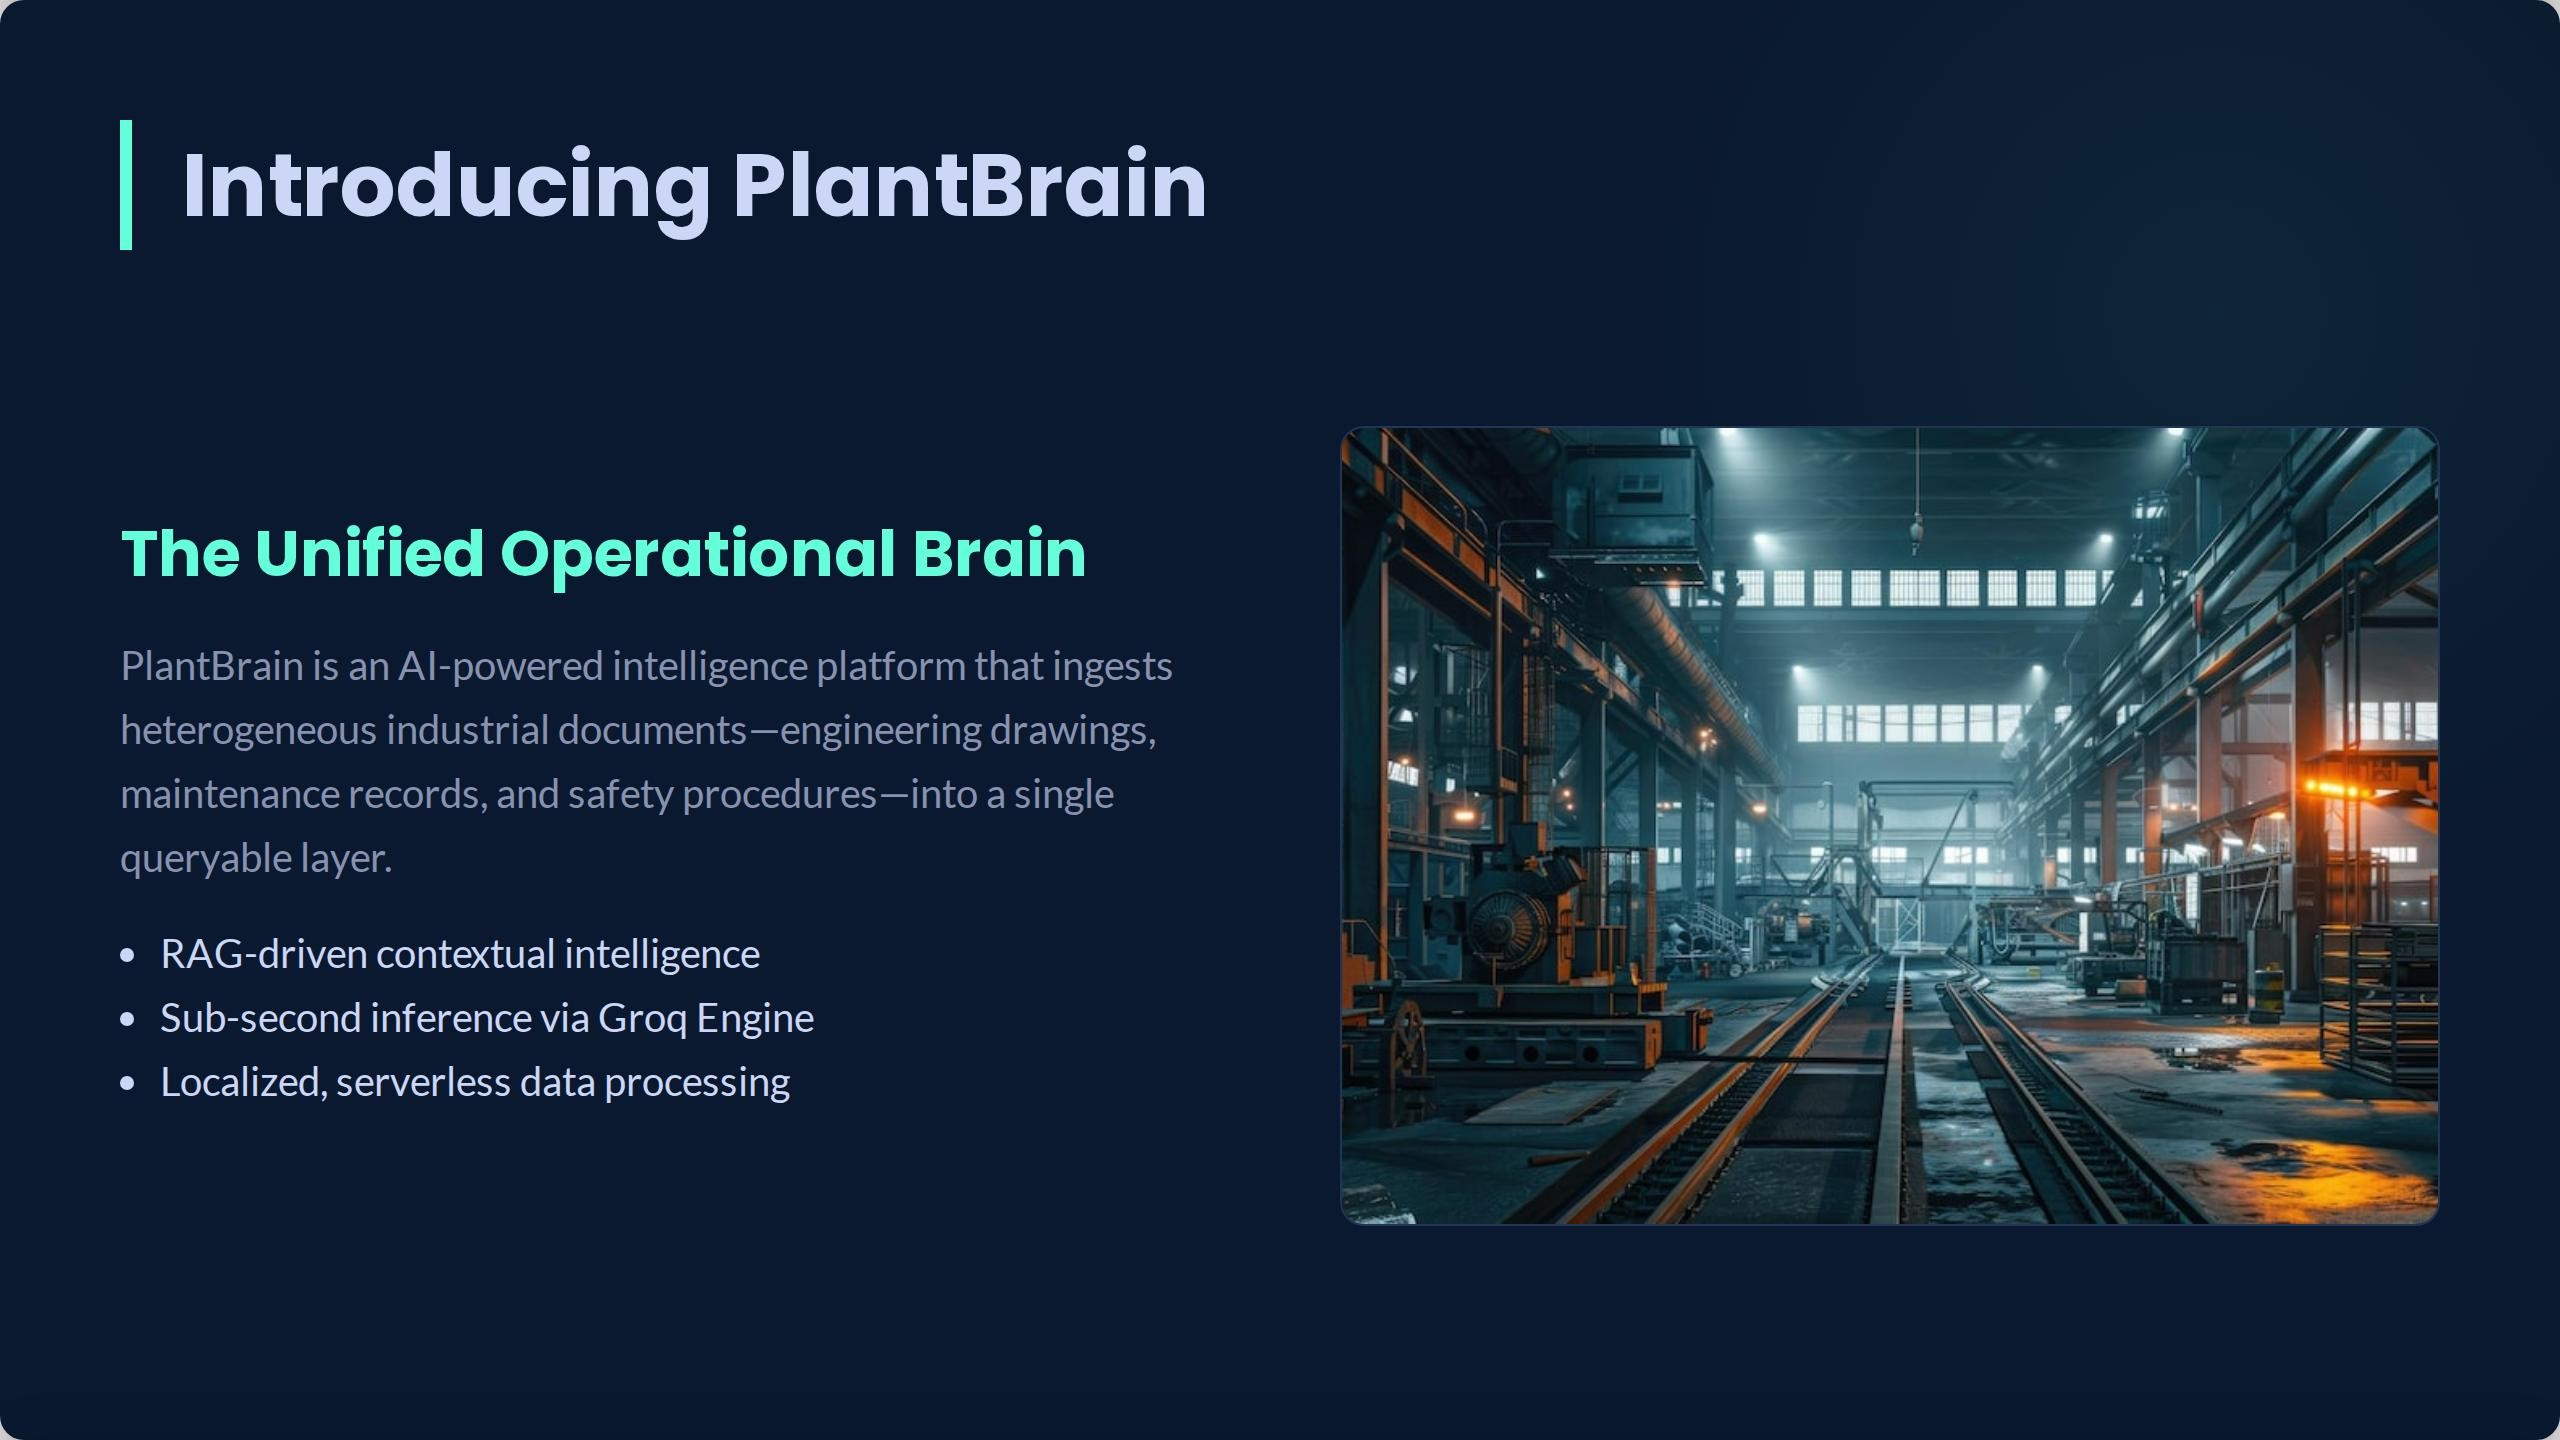 Introducing PlantBrain
The Unified Operational Brain
PlantBrain is an AI-powered intelligence platform that ingests
heterogeneous industrial documents—engineering drawings,
maintenance records, and safety procedures—into a single
queryable layer.
• RAG-driven contextual intelligence
• Sub-second inference via Groq Engine
• Localized, serverless data processing